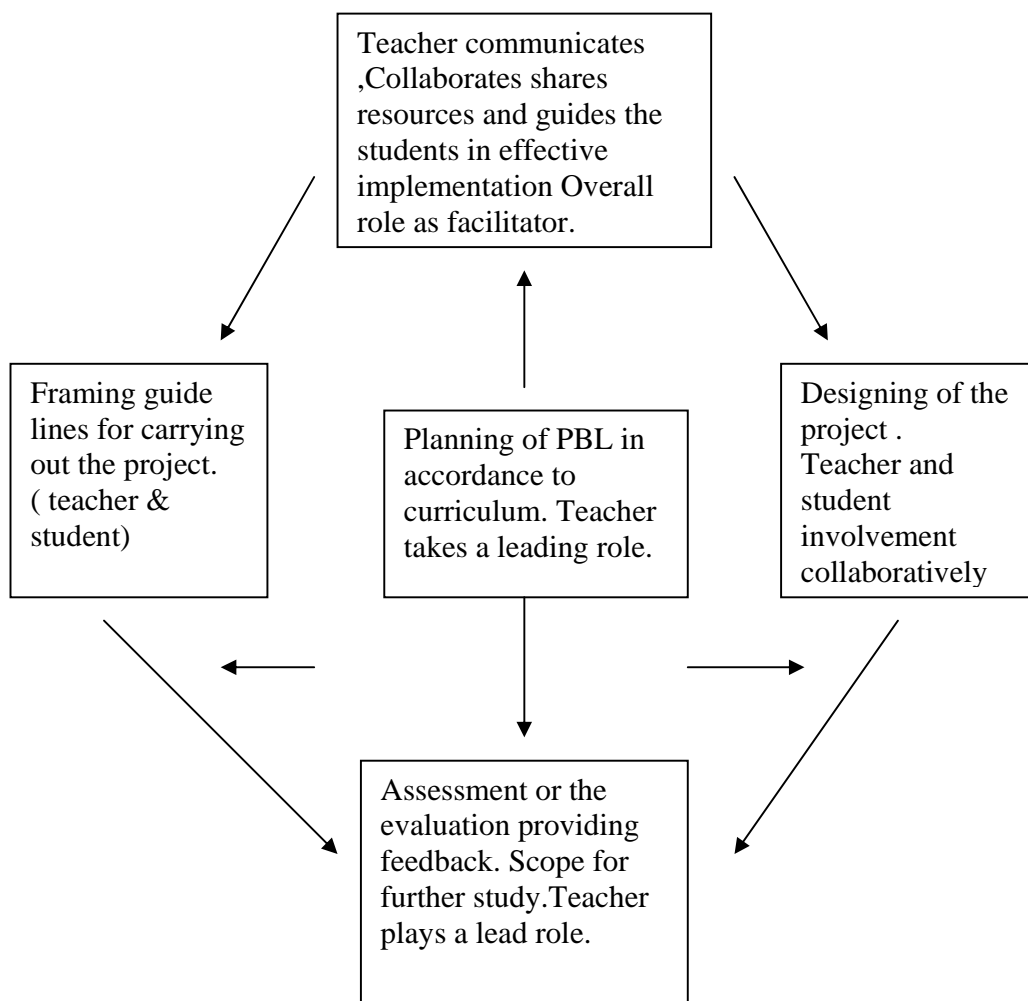 Teacher communicates
,Collaborates shares
resources and guides the
students in effective
implementation Overall
role as facilitator.
Framing guide
lines for carrying
out the project.
( teacher &
student)
Planning of PBL in
accordance to
curriculum. Teacher
takes a leading role.
Designing of the
project .
Teacher and
student
involvement
collaboratively
Assessment or the
evaluation providing
feedback. Scope for
further study.Teacher
plays a lead role.